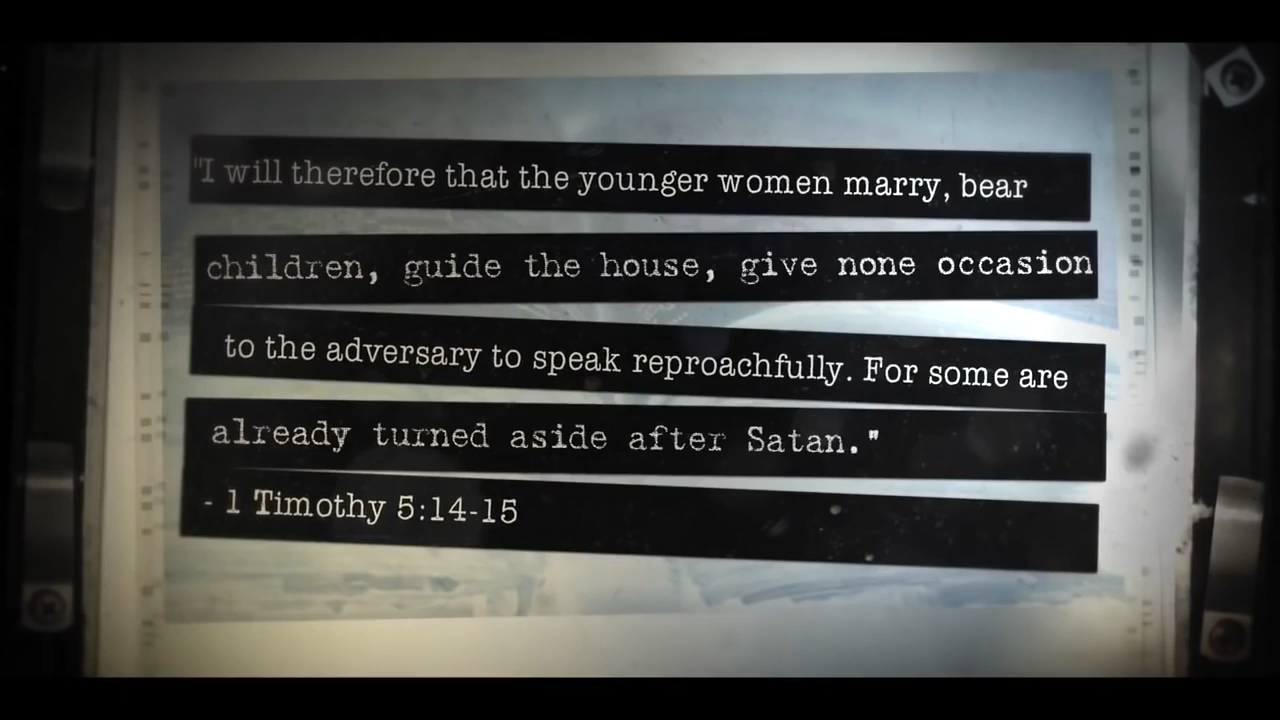 "I will therefore that the younger women marry, bear
children, guide the house, give none occasion
to the adversary to speak reproachfully. For some are
already turned aside after Satan."
- 1 Timothy 5:14-15